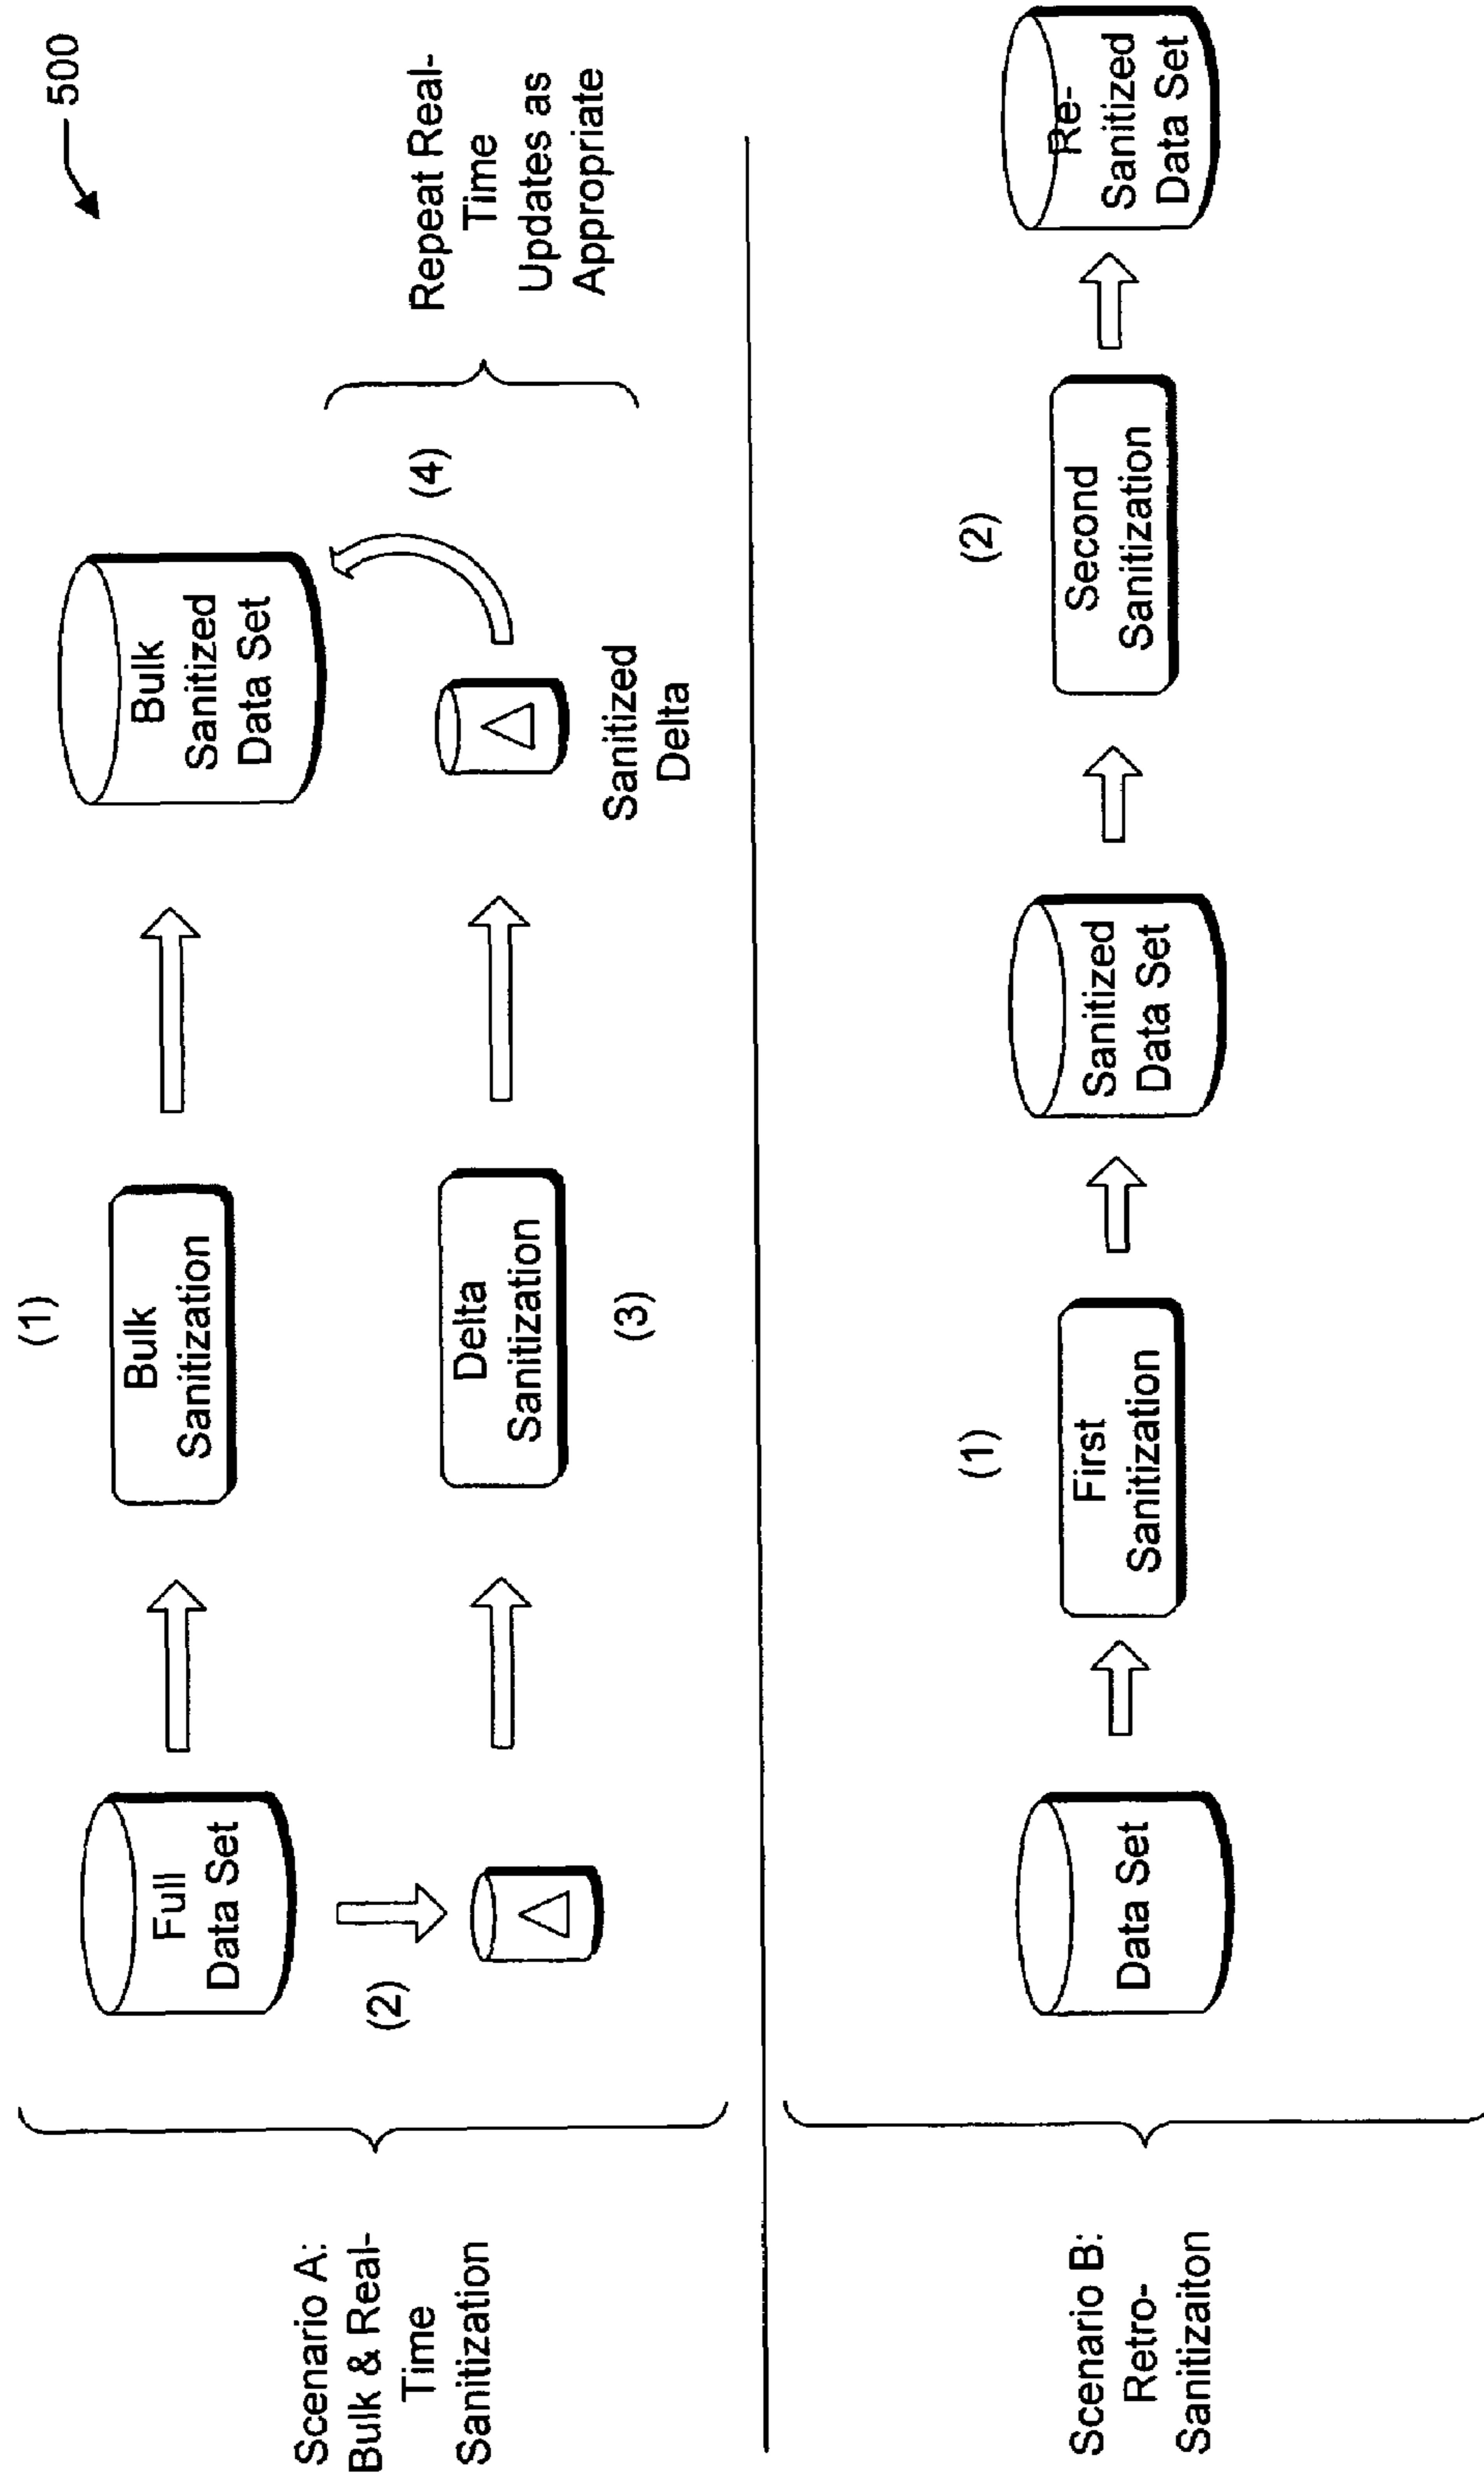 500
Scenario A:
Bulk & Real-
Time
Sanitization
Full
Data Set
(1)
Bulk
Sanitization
Bulk
Sanitized
Data Set
(2)
Delta
Sanitization
(3)
Sanitized
Delta
(4)
Repeat Real-
Time
Updates as
Appropriate
Scenario B:
Retro-
Sanitizaiton
Data Set
(1)
First
Sanitization
Sanitized
Data Set
(2)
Second
Sanitization
Re-
Sanitized
Data Set